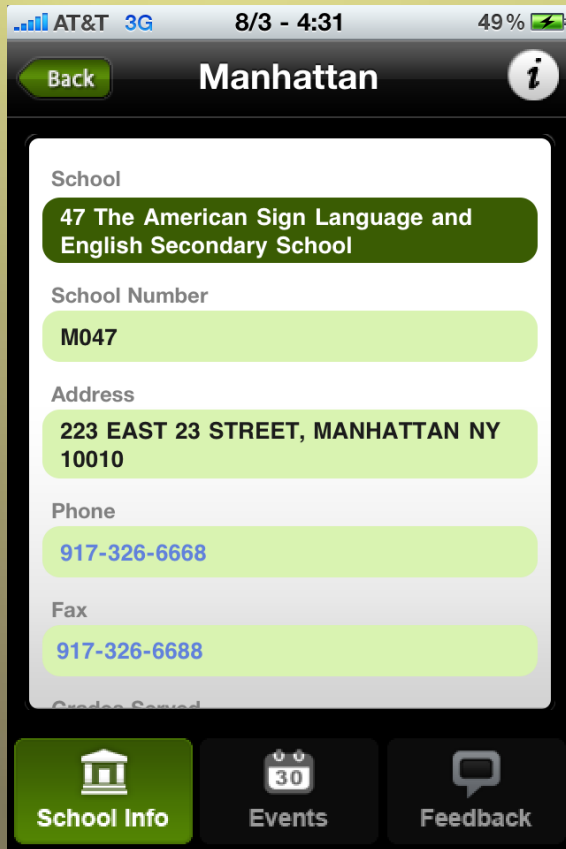 AT&T 3G 8/3 - 4:31 49%
Back Manhattan i
School
47 The American Sign Language and
English Secondary School
School Number
M047
Address
223 EAST 23 STREET, MANHATTAN NY
10010
Phone
917-326-6668
Fax
917-326-6688
Grades Served
30
School Info Events Feedback